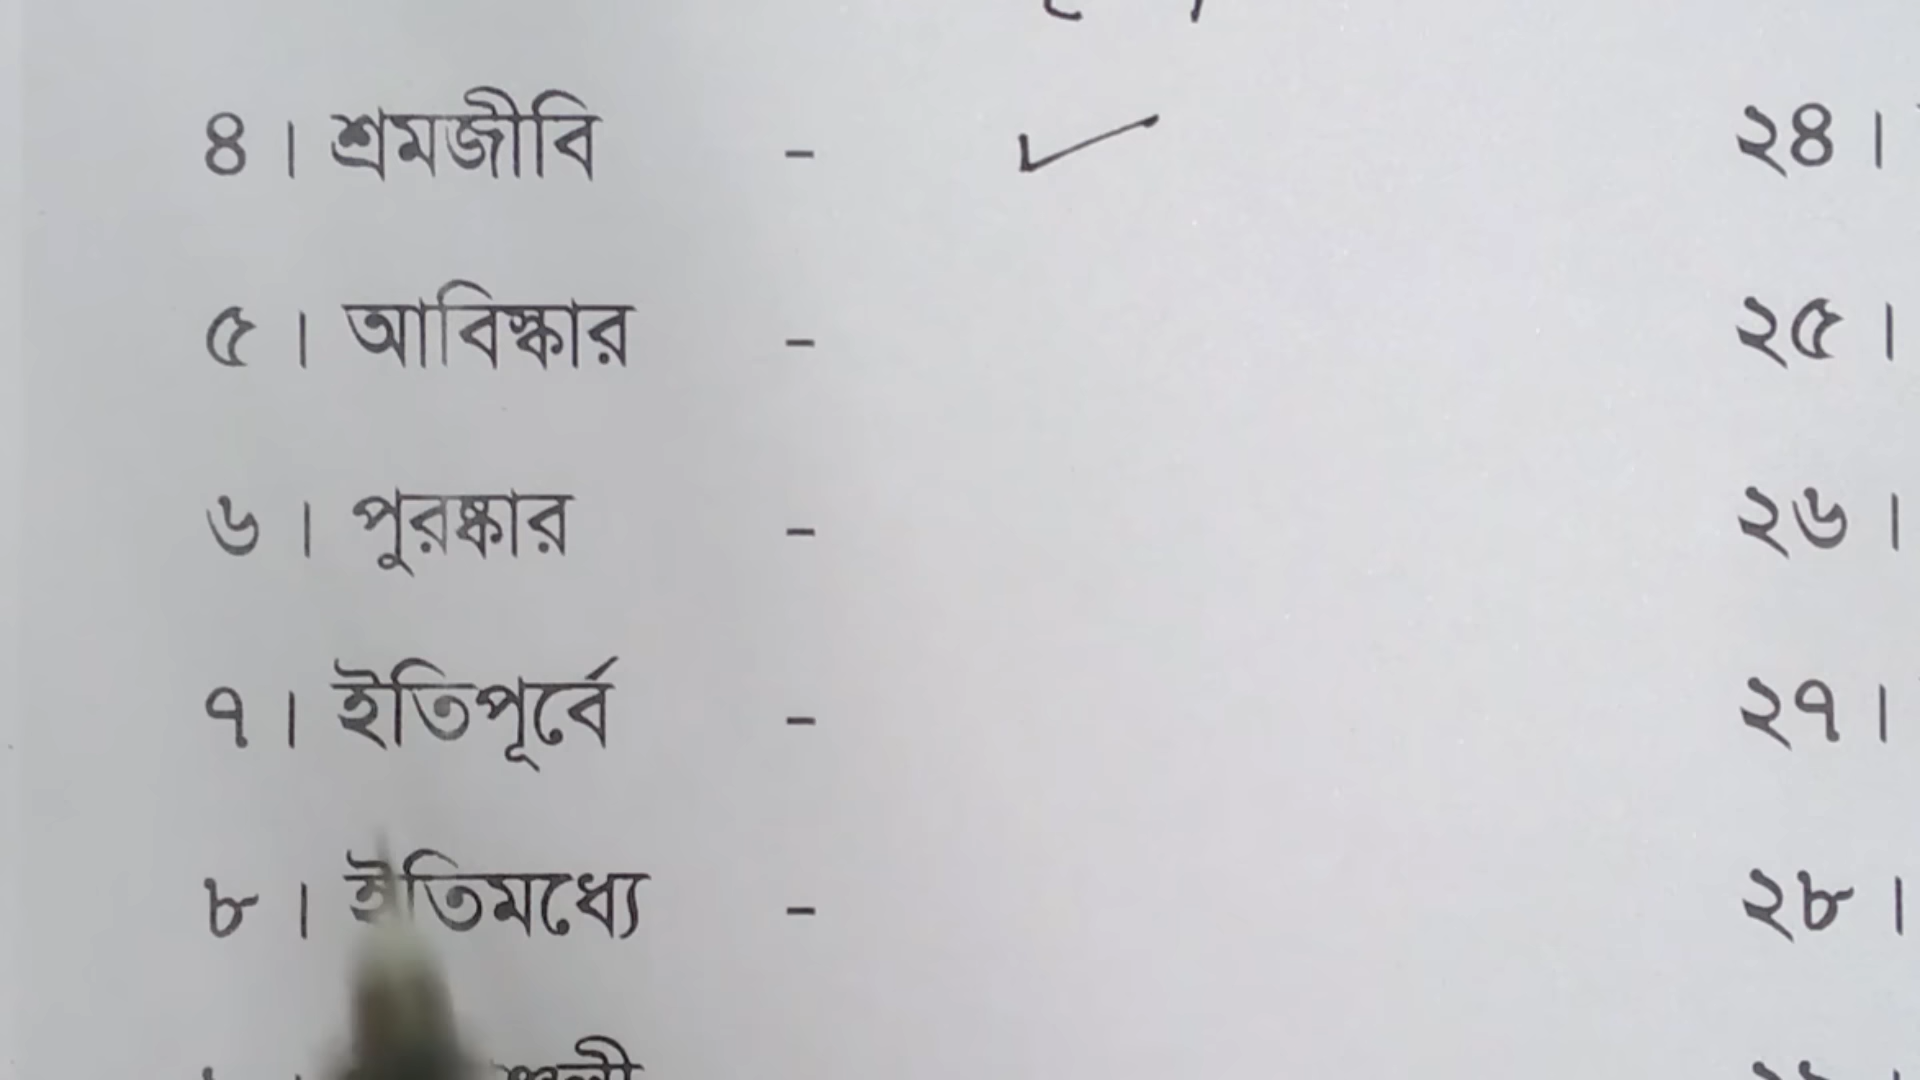 ৪। শ্রমজীবি - ২৪।
৫। আবিস্কার - ২৫।
৬। পুরষ্কার - ২৬।
৭। ইতিপূর্বে - ২৭।
৮। ইতিমধ্যে - ২৮।